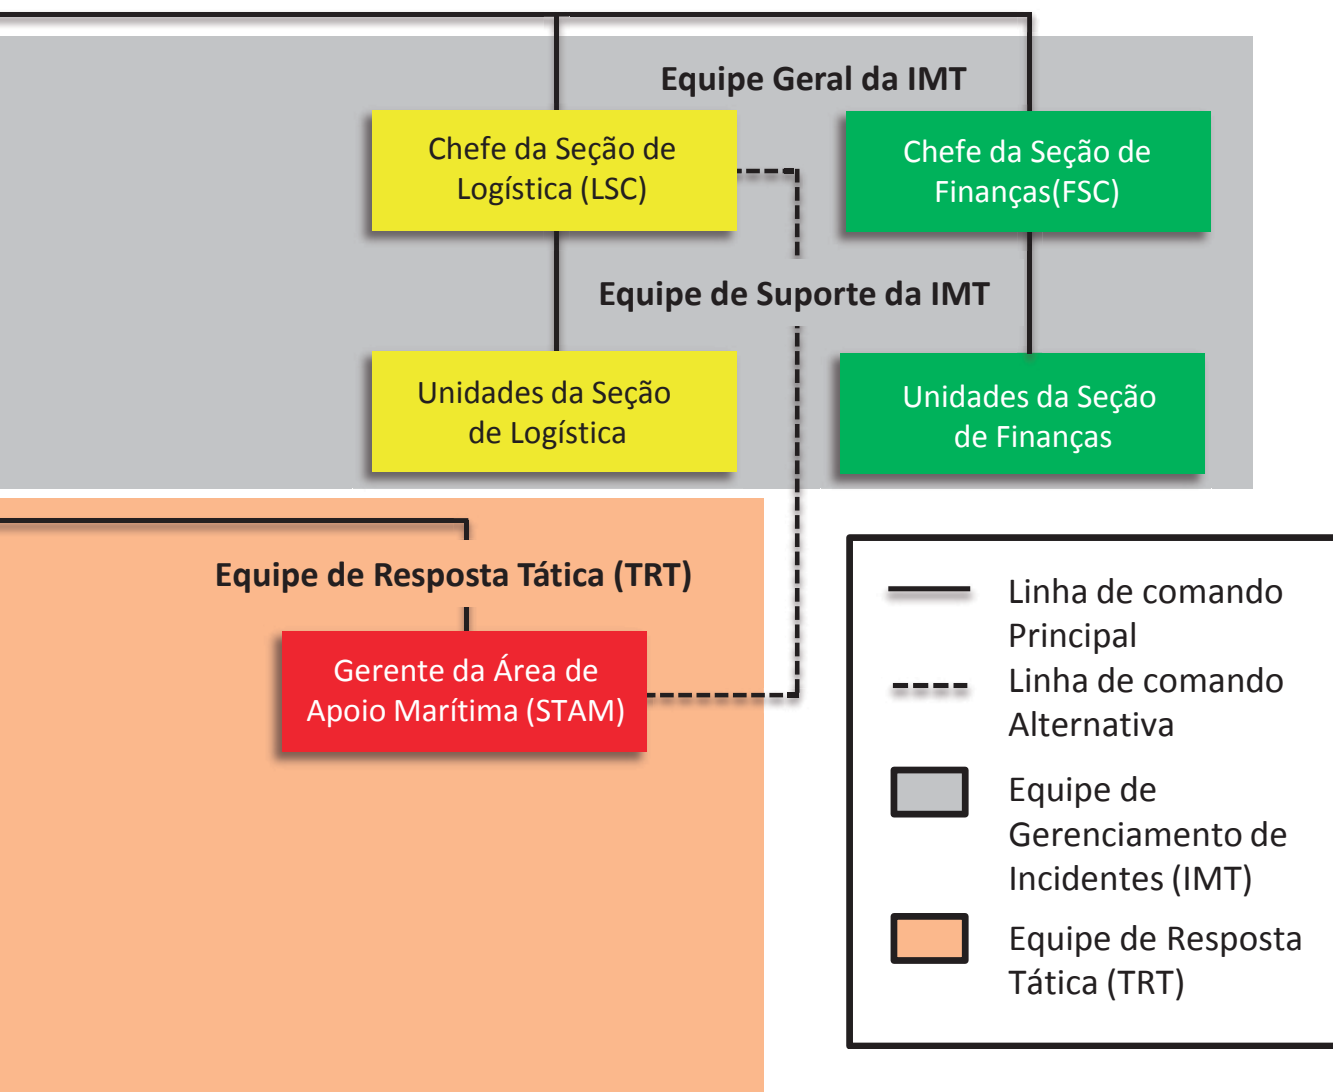 Equipe Geral da IMT
Chefe da Seção de
Logística (LSC)
Chefe da Seção de
Finanças(FSC)
Equipe de Suporte da IMT
Unidades da Seção
de Logística
Unidades da Seção
de Finanças
Equipe de Resposta Tática (TRT)
Gerente da Área de
Apoio Marítima (STAM)
Linha de comando
Principal
Linha de comando
Alternativa
Equipe de
Gerenciamento de
Incidentes (IMT)
Equipe de Resposta
Tática (TRT)